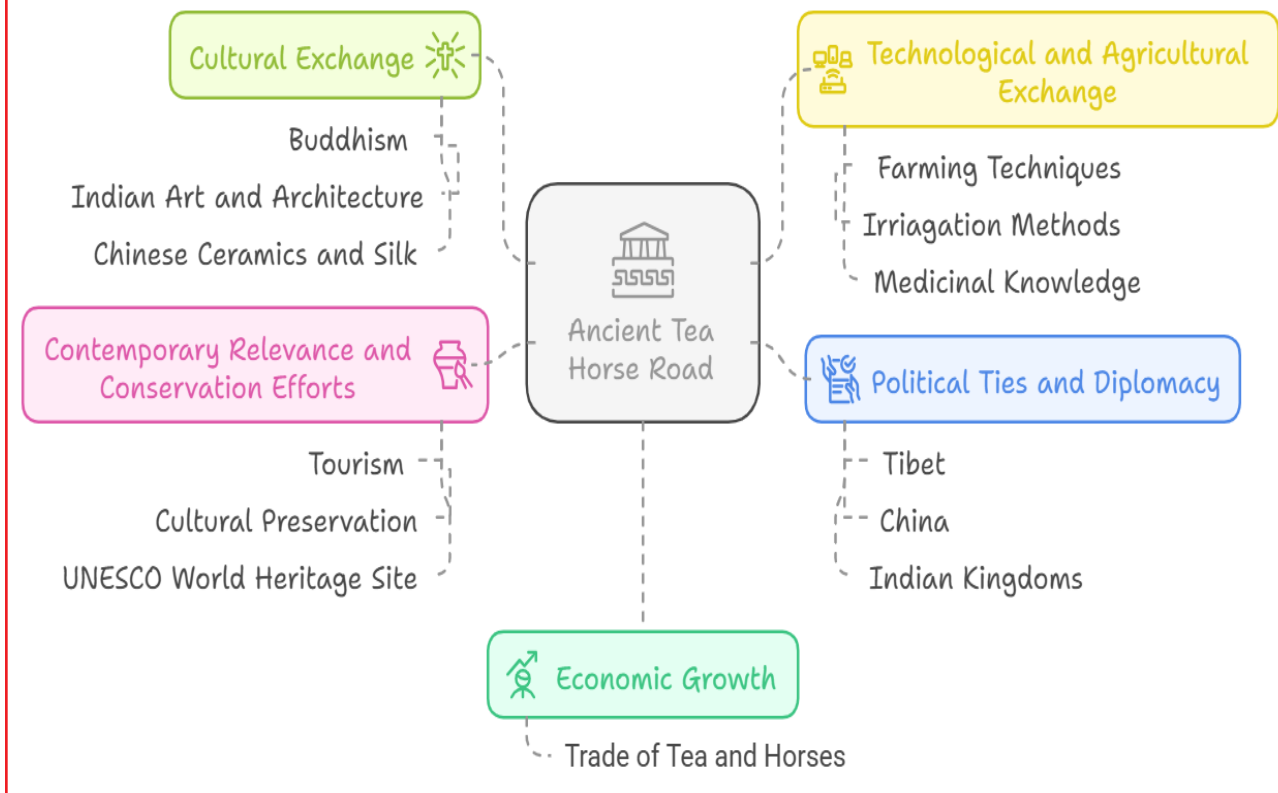 Cultural Exchange
Buddhism
Indian Art and Architecture
Chinese Ceramics and Silk
Technological and Agricultural
Exchange
Farming Techniques
Irriagation Methods
Medicinal Knowledge
Ancient Tea
Horse Road
Contemporary Relevance and
Conservation Efforts
Tourism
Cultural Preservation
UNESCO World Heritage Site
Political Ties and Diplomacy
Tibet
China
Indian Kingdoms
Economic Growth
Trade of Tea and Horses